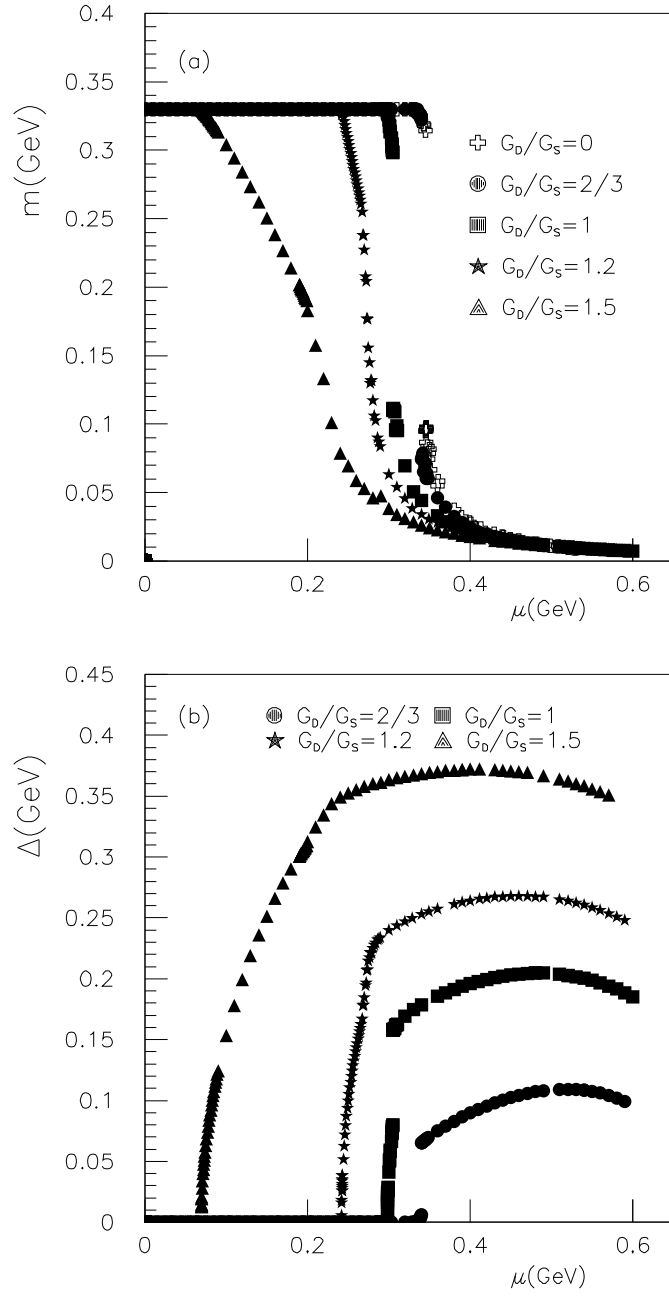 (a)
m(GeV)
0.4
0.35
0.3
0.25
0.2
0.15
0.1
0.05
0
G_D/G_S=0
G_D/G_S=2/3
G_D/G_S=1
G_D/G_S=1.2
G_D/G_S=1.5
0 0.2 0.4 0.6
μ(GeV)
(b)
Δ(GeV)
0.45
0.4
0.35
0.3
0.25
0.2
0.15
0.1
0.05
0
G_D/G_S=2/3 G_D/G_S=1
G_D/G_S=1.2 G_D/G_S=1.5
0 0.2 0.4 0.6
μ(GeV)